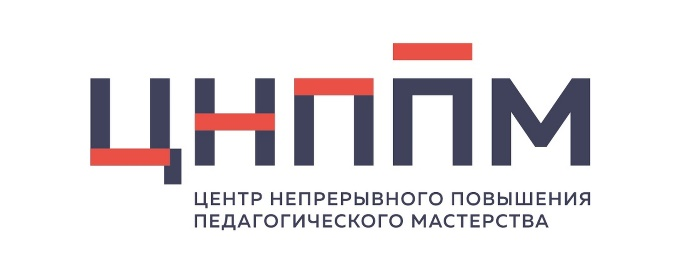 ЦНППМ
ЦЕНТР НЕПРЕРЫВНОГО ПОВЫШЕНИЯ
ПЕДАГОГИЧЕСКОГО МАСТЕРСТВА